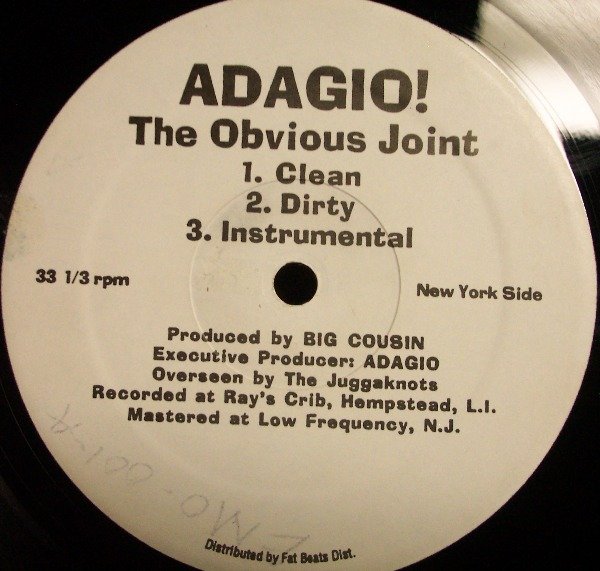 ADAGIO!
The Obvious Joint
1. Clean
2. Dirty
3. Instrumental
33 1/3 rpm
New York Side
Produced by BIG COUSIN
Executive Producer: ADAGIO
Overseen by The Juggaknots
Recorded at Ray's Crib, Hempstead, L.I.
Mastered at Low Frequency, N.J.
Distributed by Fat Beats Dist.